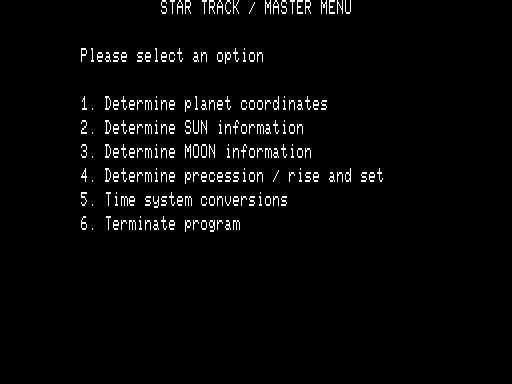 STAR TRACK / MASTER MENU
Please select an option
1. Determine planet coordinates
2. Determine SUN information
3. Determine MOON information
4. Determine precession / rise and set
5. Time system conversions
6. Terminate program